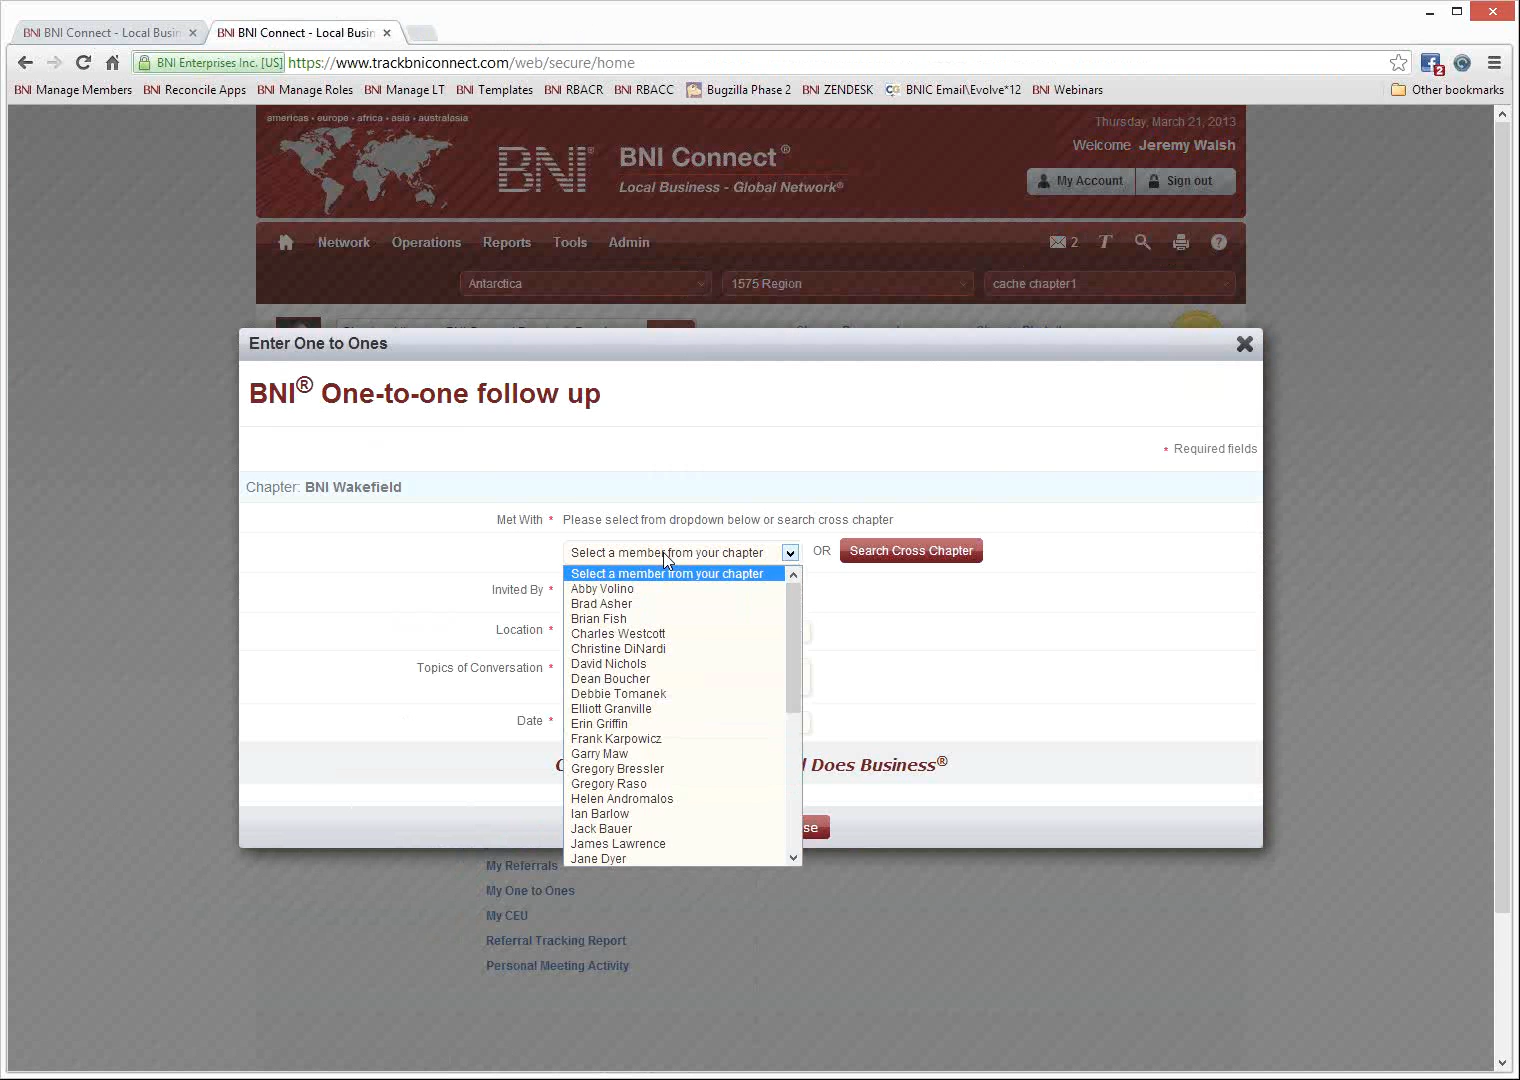 BNI BNI Connect - Local Busin
BNI BNI Connect - Local Busin
BNI Enterprises Inc. [US] https://www.trackbniconnect.com/web/secure/home
2
BNI Manage Members BNI Reconcile Apps BNI Manage Roles BNI Manage LT BNI Templates BNI RBACR BNI RBACC Bugzilla Phase 2 BNI ZENDESK BNIC Email\Evolve*12 BNI Webinars Other bookmarks
americas • europe • africa • asia • australasia
Thursday, March 21, 2013
BNI® BNI Connect®
Local Business - Global Network®
Welcome Jeremy Walsh
My Account Sign out
Network Operations Reports Tools Admin 2 T ?
Antarctica 1575 Region cache chapter1
Enter One to Ones
BNI® One-to-one follow up
* Required fields
Chapter: BNI Wakefield
Met With * Please select from dropdown below or search cross chapter
Select a member from your chapter OR Search Cross Chapter
Select a member from your chapter
Abby Volino
Invited By *
Brad Asher
Brian Fish
Location *
Charles Westcott
Christine DiNardi
David Nichols
Topics of Conversation *
Dean Boucher
Debbie Tomanek
Elliott Granville
Date *
Erin Griffin
Frank Karpowicz
Garry Maw
Does Business®
Gregory Bressler
Gregory Raso
Helen Andromalos
Ian Barlow
Jack Bauer
se
James Lawrence
Jane Dyer
My Referrals
My One to Ones
My CEU
Referral Tracking Report
Personal Meeting Activity